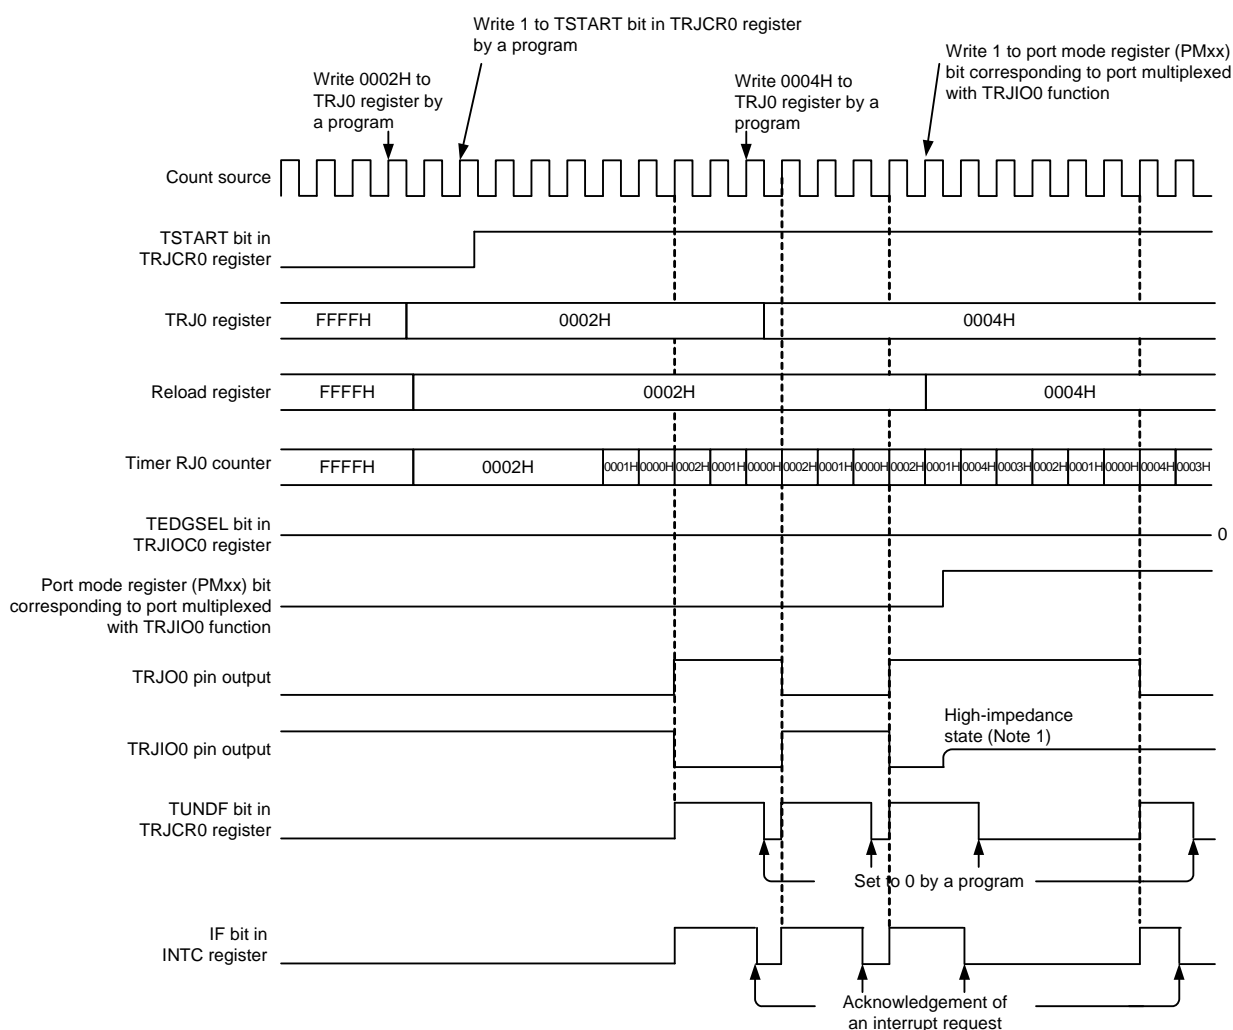 Write 1 to TSTART bit in TRJCR0 register
by a program
Write 1 to port mode register (PMxx)
bit corresponding to port multiplexed
with TRJIO0 function
Write 0002H to
TRJ0 register by
a program
Write 0004H to
TRJ0 register by a
program
Count source
TSTART bit in
TRJCR0 register
TRJ0 register
FFFFH
0002H
0004H
Reload register
FFFFH
0002H
0004H
Timer RJ0 counter
FFFFH
0002H
0001H 0000H 0002H 0001H 0000H 0002H 0001H 0000H 0002H 0001H 0004H 0003H 0002H 0001H 0000H 0004H 0003H
TEDGSEL bit in
TRJIOC0 register
0
Port mode register (PMxx) bit
corresponding to port multiplexed
with TRJIO0 function
TRJO0 pin output
High-impedance
state (Note 1)
TRJIO0 pin output
TUNDF bit in
TRJCR0 register
Set to 0 by a program
IF bit in
INTC register
Acknowledgement of
an interrupt request